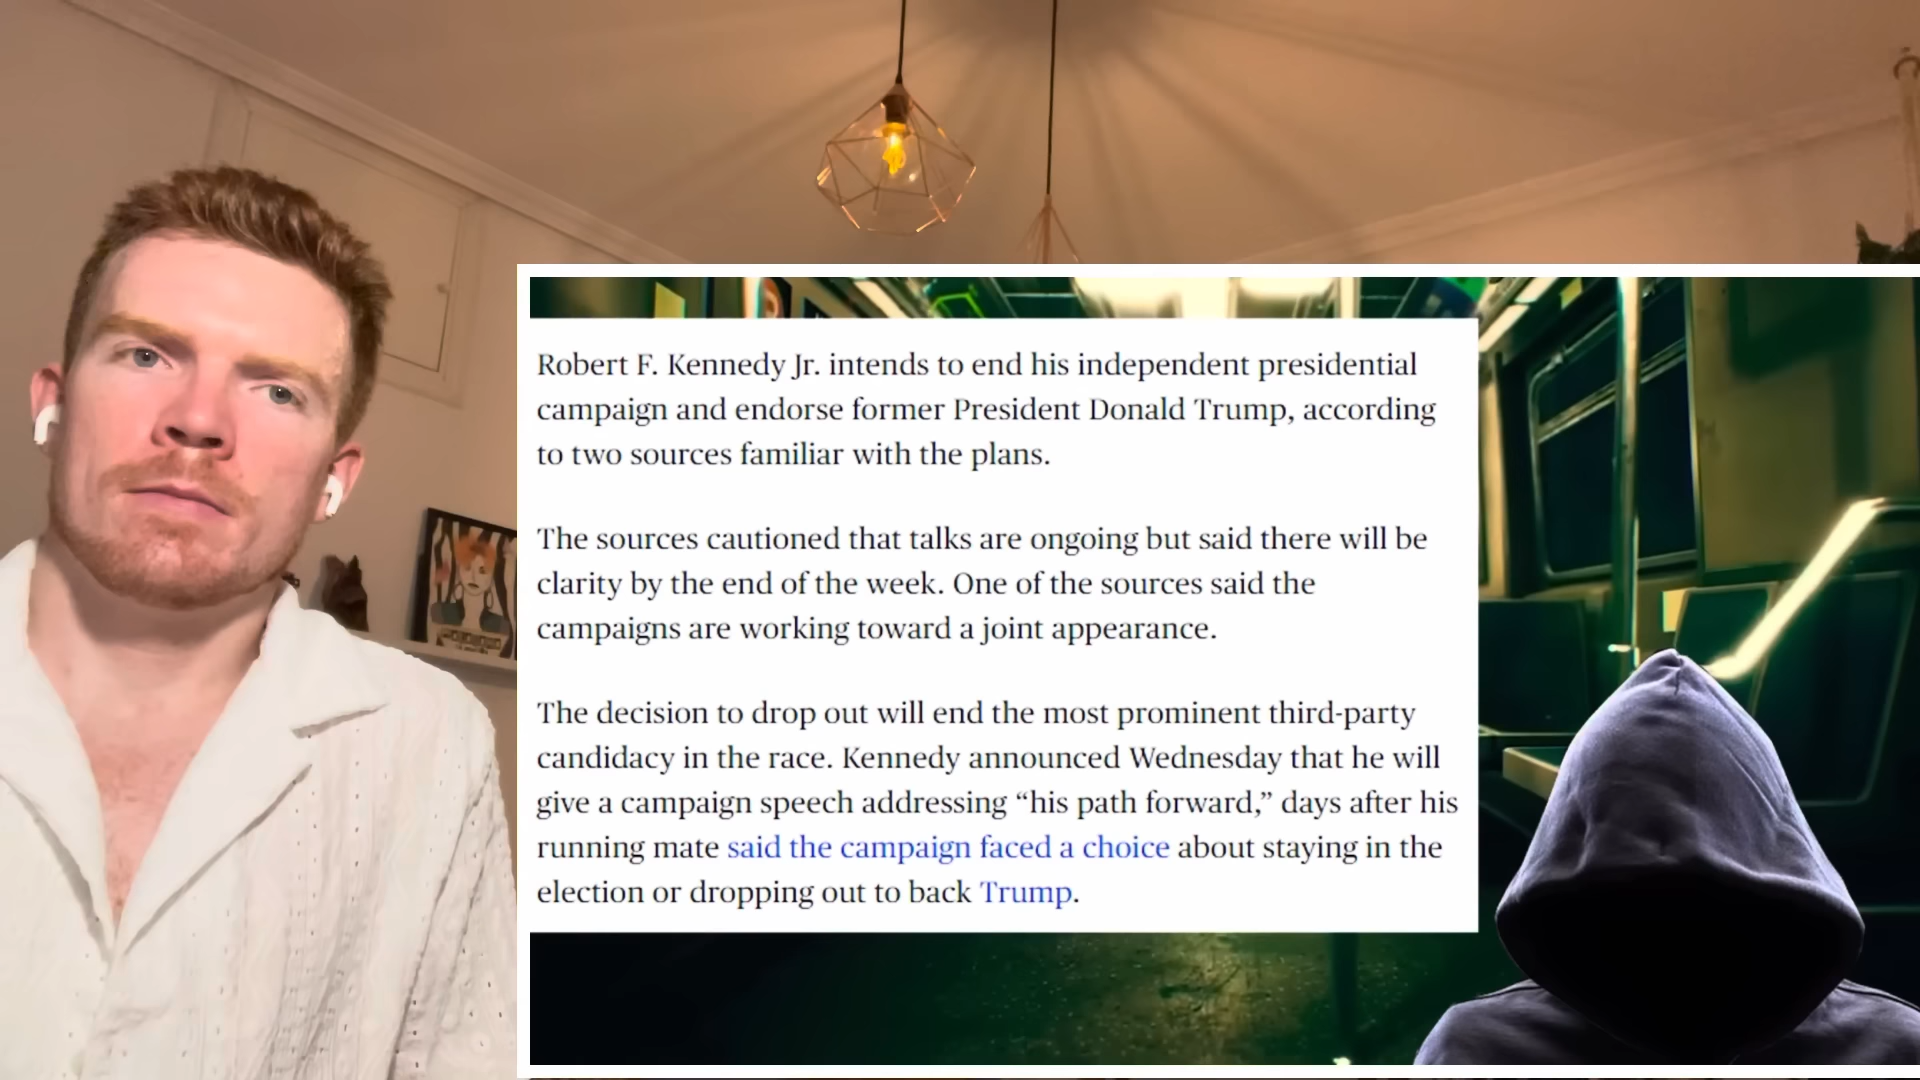 Robert F. Kennedy Jr. intends to end his independent presidential
campaign and endorse former President Donald Trump, according
to two sources familiar with the plans.
The sources cautioned that talks are ongoing but said there will be
clarity by the end of the week. One of the sources said the
campaigns are working toward a joint appearance.
The decision to drop out will end the most prominent third-party
candidacy in the race. Kennedy announced Wednesday that he will
give a campaign speech addressing “his path forward,” days after his
running mate said the campaign faced a choice about staying in the
election or dropping out to back Trump.